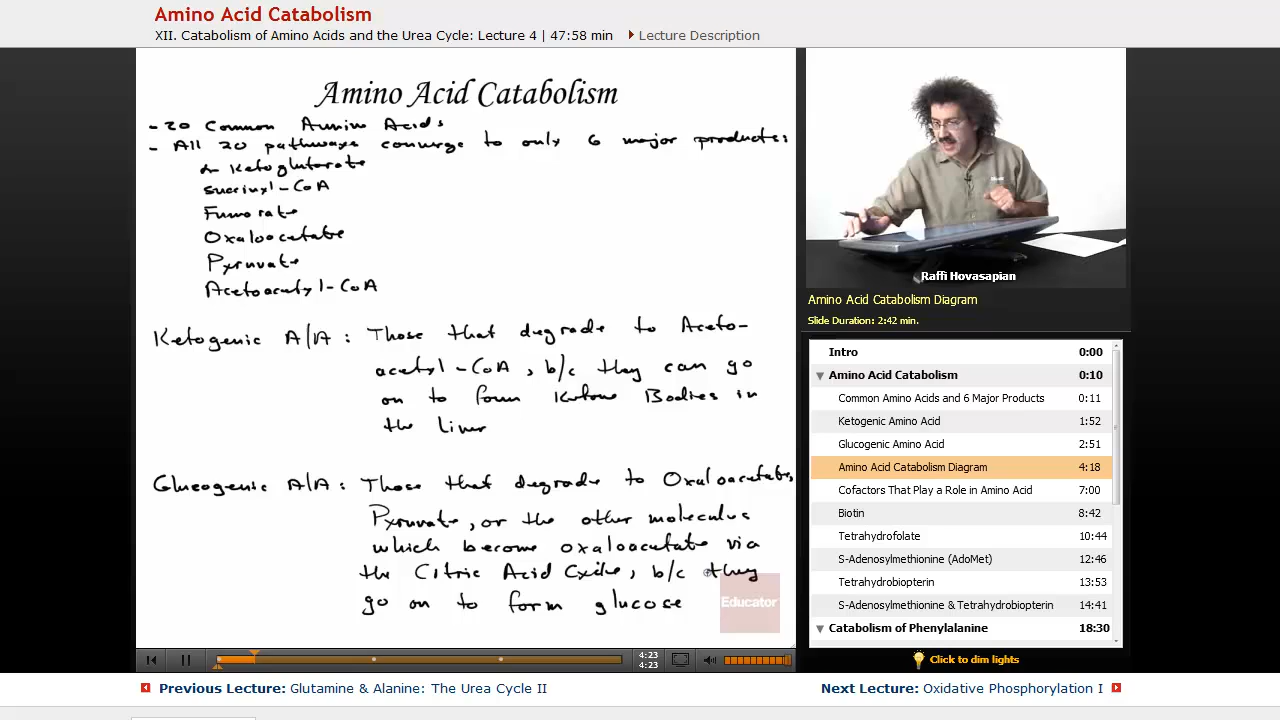 Amino Acid Catabolism
XII. Catabolism of Amino Acids and the Urea Cycle: Lecture 4 | 47:58 min
Lecture Description
Amino Acid Catabolism
- 20 Common Amino Acids
- All 20 pathways converge to only 6 major products:
α-Ketoglutarate
Succinyl-CoA
Fumarate
Oxaloacetate
Pyruvate
Acetoacetyl-CoA
Ketogenic A/A: Those that degrade to Aceto-
acetyl-CoA, b/c they can go
on to form Ketone Bodies in
the liver
Glucogenic A/A: Those that degrade to Oxaloacetate,
Pyruvate, or the other molecules
which become oxaloacetate via
the Citric Acid Cycle, b/c they
go on to form glucose
Educator
Raffi Hovasapian
Amino Acid Catabolism Diagram
Slide Duration: 2:42 min.
Intro 0:00
Amino Acid Catabolism 0:10
Common Amino Acids and 6 Major Products 0:11
Ketogenic Amino Acid 1:52
Glucogenic Amino Acid 2:51
Amino Acid Catabolism Diagram 4:18
Cofactors That Play a Role in Amino Acid 7:00
Biotin 8:42
Tetrahydrofolate 10:44
S-Adenosylmethionine (AdoMet) 12:46
Tetrahydrobiopterin 13:53
S-Adenosylmethionine & Tetrahydrobiopterin 14:41
Catabolism of Phenylalanine 18:30
4:23
4:23
Click to dim lights
Previous Lecture: Glutamine & Alanine: The Urea Cycle II
Next Lecture: Oxidative Phosphorylation I